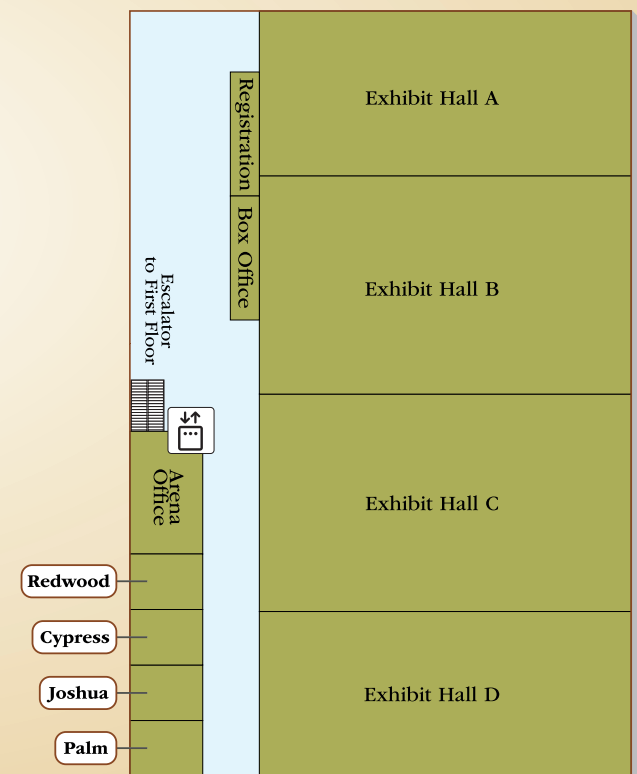 Exhibit Hall A
Registration
Box Office
Exhibit Hall B
Escalator
to First Floor
Arena
Office
Exhibit Hall C
Redwood
Cypress
Joshua
Palm
Exhibit Hall D